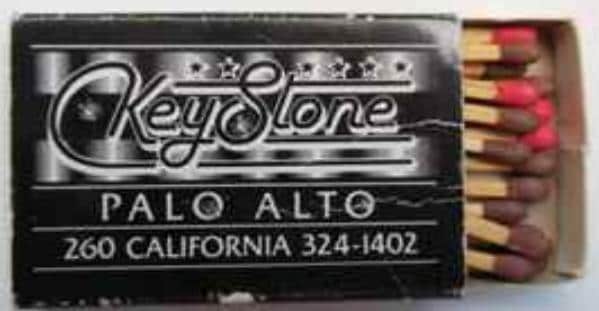 KeyStone
PALO ALTO
260 CALIFORNIA 324-1402